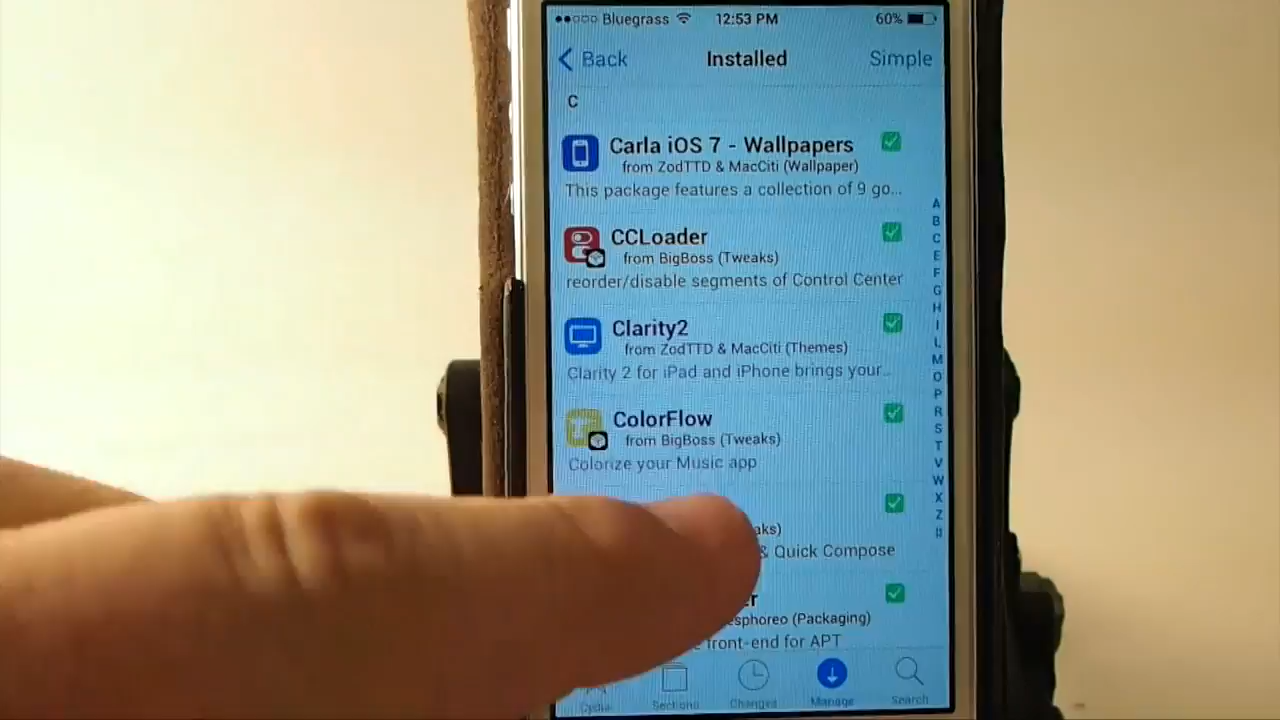 Bluegrass 12:53 PM 60%
Back Installed Simple
C
Carla iOS 7 - Wallpapers
from ZodTTD & MacCiti (Wallpaper)
This package features a collection of 9 go...
CCLoader
from BigBoss (Tweaks)
reorder/disable segments of Control Center
Clarity2
from ZodTTD & MacCiti (Themes)
Clarity 2 for iPad and iPhone brings your...
ColorFlow
from BigBoss (Tweaks)
Colorize your Music app
aks)
& Quick Compose
er
esphoreo (Packaging)
front-end for APT
A
B
C
E
F
G
H
I
L
M
O
P
R
S
T
V
W
X
Z
#
Cydia Sections Changed Manage Search